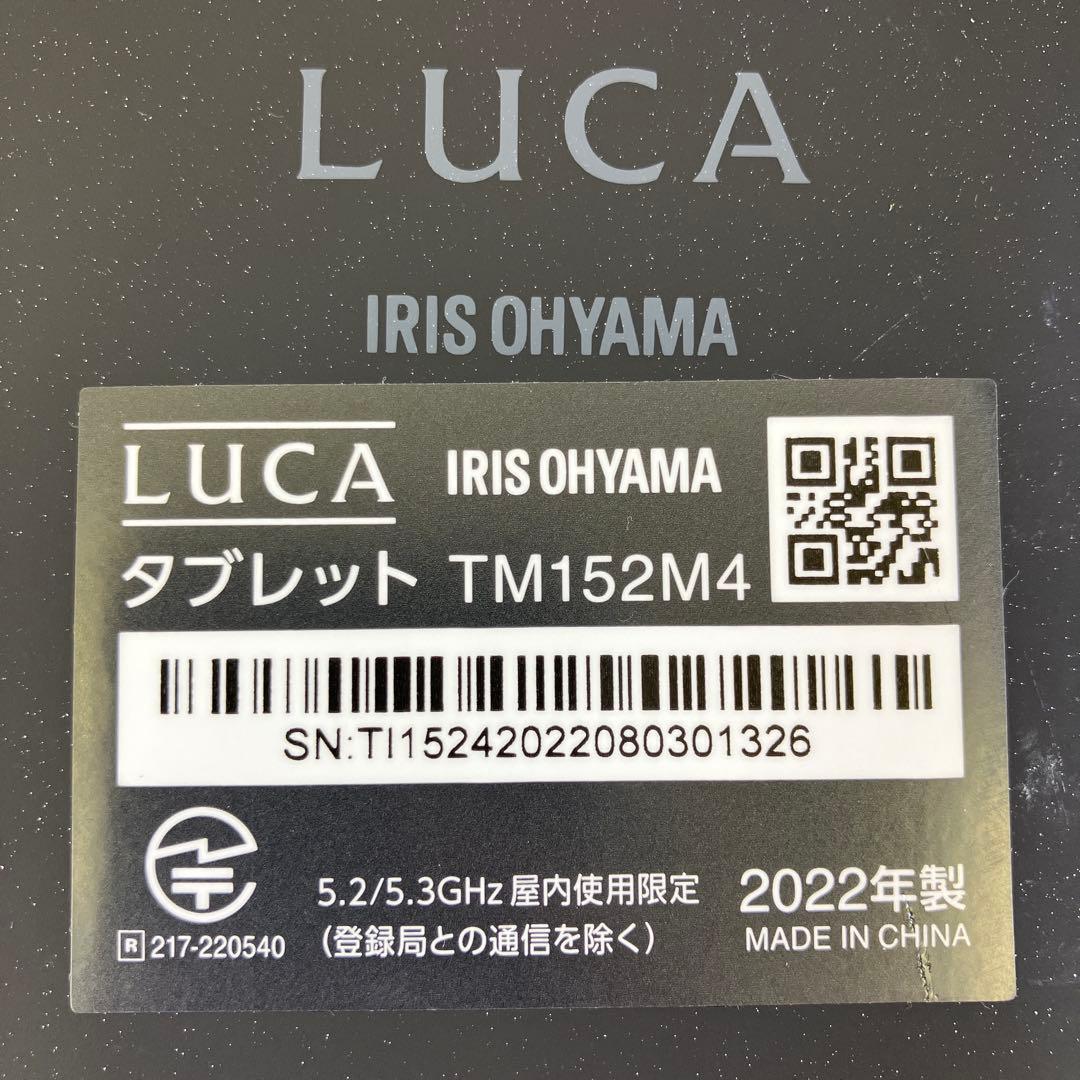 LUCA
IRIS OHYAMA
LUCA IRIS OHYAMA
タブレット TM152M4
SN:TI152422022080301326
R 217-220540
5.2/5.3GHz 屋内使用限定
(登録局との通信を除く)
2022年製
MADE IN CHINA